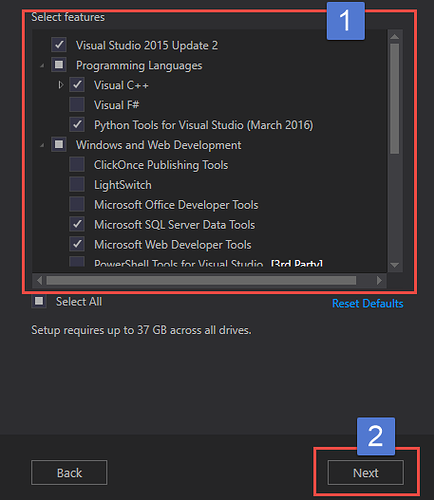 Select features
1
Visual Studio 2015 Update 2
Programming Languages
Visual C++
Visual F#
Python Tools for Visual Studio (March 2016)
Windows and Web Development
ClickOnce Publishing Tools
LightSwitch
Microsoft Office Developer Tools
Microsoft SQL Server Data Tools
Microsoft Web Developer Tools
PowerShell Tools for Visual Studio [3rd Party]
Select All Reset Defaults
Setup requires up to 37 GB across all drives.
2
Back Next